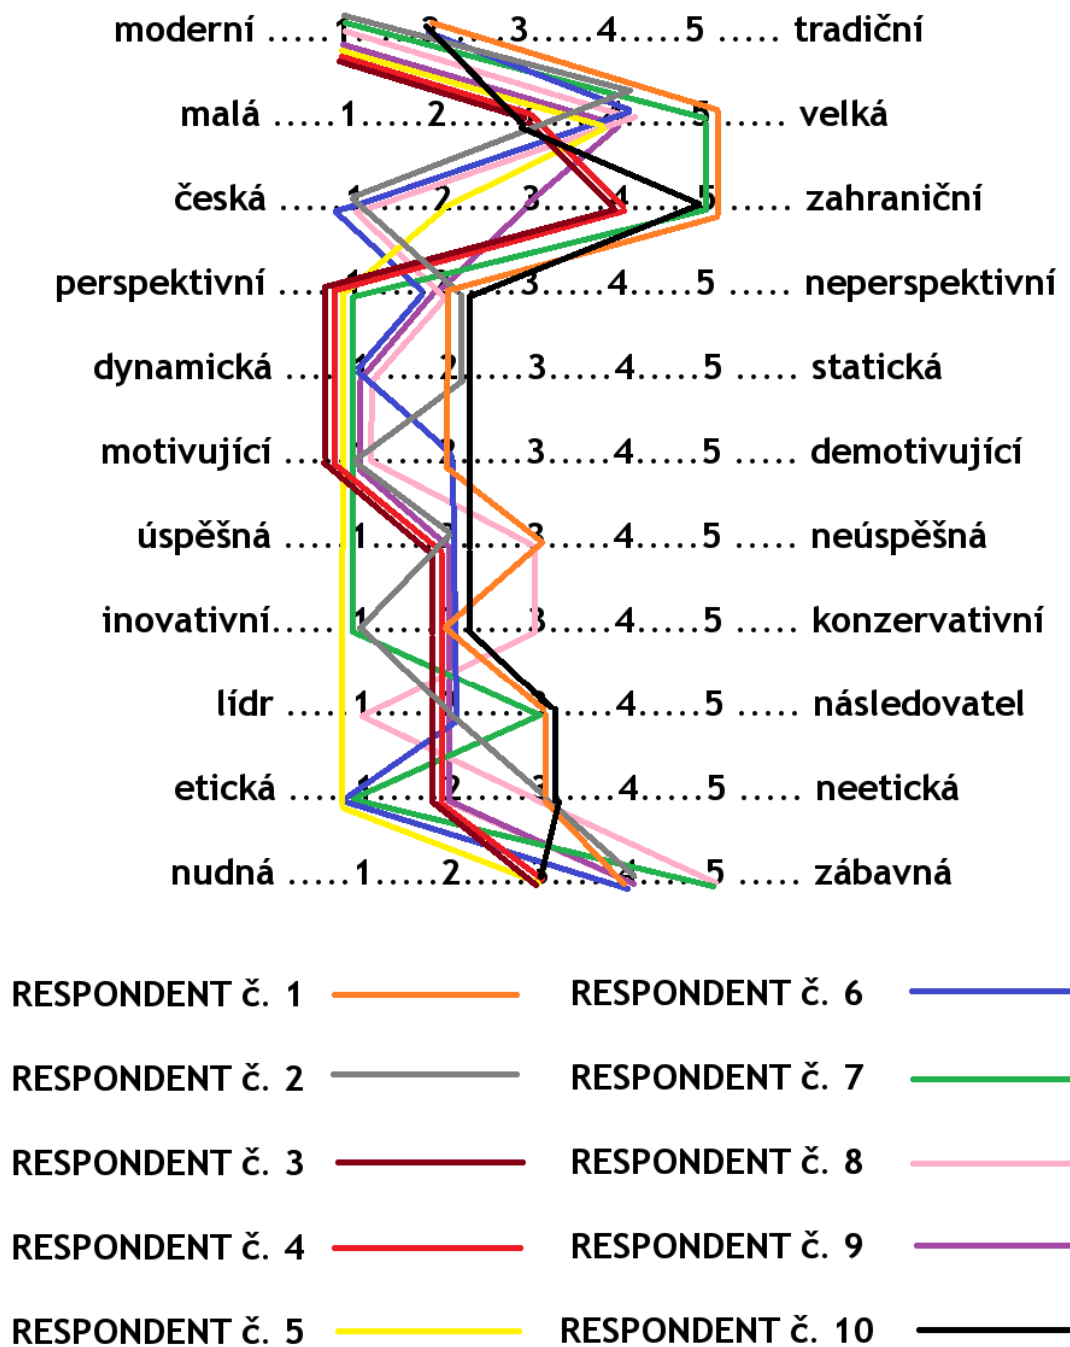 moderní .....1.....2.....3.....4.....5 ..... tradiční
malá .....1.....2.....3.....4.....5...... velká
česká .....1.....2.....3.....4.....5 ..... zahraniční
perspektivní .....1.....2.....3.....4.....5 ..... neperspektivní
dynamická .....1.....2.....3.....4.....5 ..... statická
motivující .....1.....2.....3.....4.....5 ..... demotivující
úspěšná .....1.....2.....3.....4.....5 ..... neúspěšná
inovativní.....1.....2.....3.....4.....5 ..... konzervativní
lídr .....1.....2.....3.....4.....5 ..... následovatel
etická .....1.....2.....3.....4.....5 ..... neetická
nudná .....1.....2.....3.....4.....5 ..... zábavná
RESPONDENT č. 1 RESPONDENT č. 6
RESPONDENT č. 2 RESPONDENT č. 7
RESPONDENT č. 3 RESPONDENT č. 8
RESPONDENT č. 4 RESPONDENT č. 9
RESPONDENT č. 5 RESPONDENT č. 10